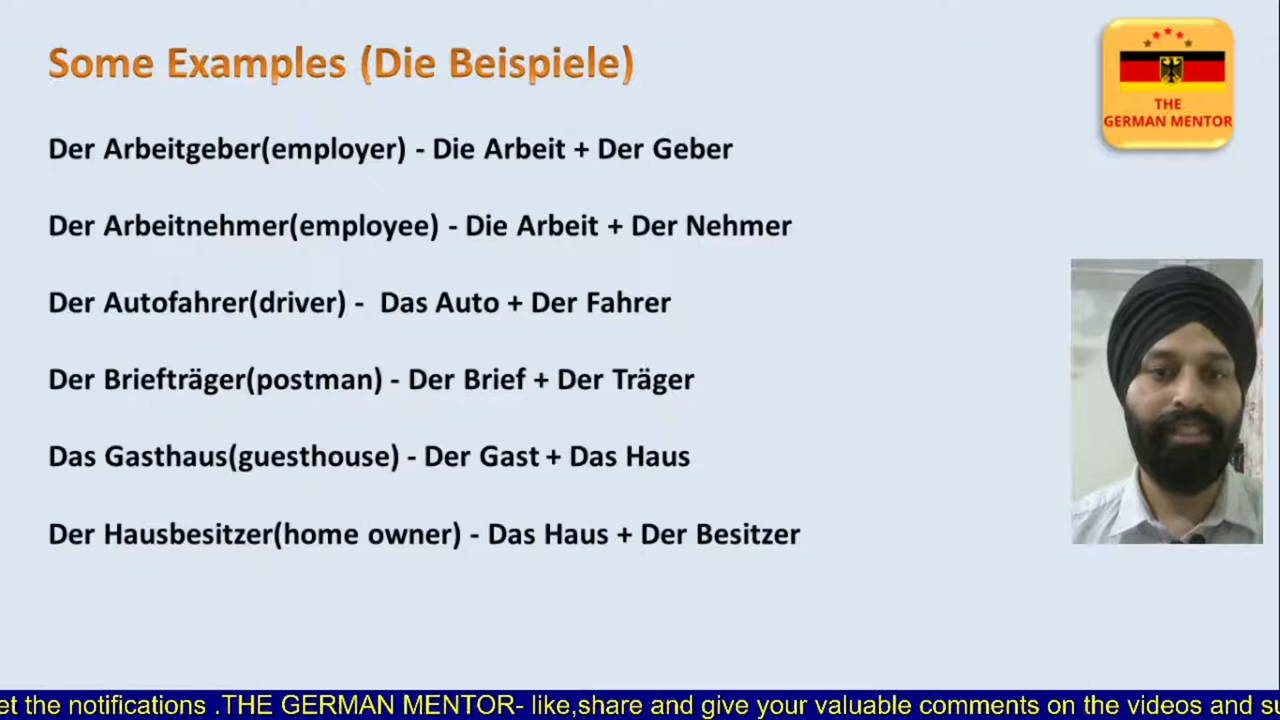 Some Examples (Die Beispiele)
THE
GERMAN MENTOR
Der Arbeitgeber(employer) - Die Arbeit + Der Geber
Der Arbeitnehmer(employee) - Die Arbeit + Der Nehmer
Der Autofahrer(driver) - Das Auto + Der Fahrer
Der Briefträger(postman) - Der Brief + Der Träger
Das Gasthaus(guesthouse) - Der Gast + Das Haus
Der Hausbesitzer(home owner) - Das Haus + Der Besitzer
et the notifications .THE GERMAN MENTOR- like,share and give your valuable comments on the videos and su